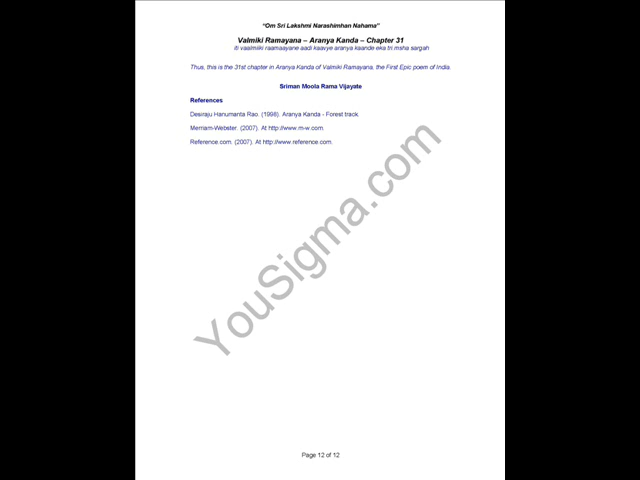 “Om Sri Lakshmi Narashimhan Nahama”
Valmiki Ramayana – Aranya Kanda – Chapter 31
iti vaalmiiki raamaayane aadi kaavye aranya kaande eka tri msha sargah
Thus, this is the 31st chapter in Aranya Kanda of Valmiki Ramayana, the First Epic poem of India.
Sriman Moola Rama Vijayate
References
Desiraju Hanumanta Rao. (1998). Aranya Kanda - Forest track.
Merriam-Webster. (2007). At http://www.m-w.com.
Reference.com. (2007). At http://www.reference.com.
YouSigma.com
Page 12 of 12